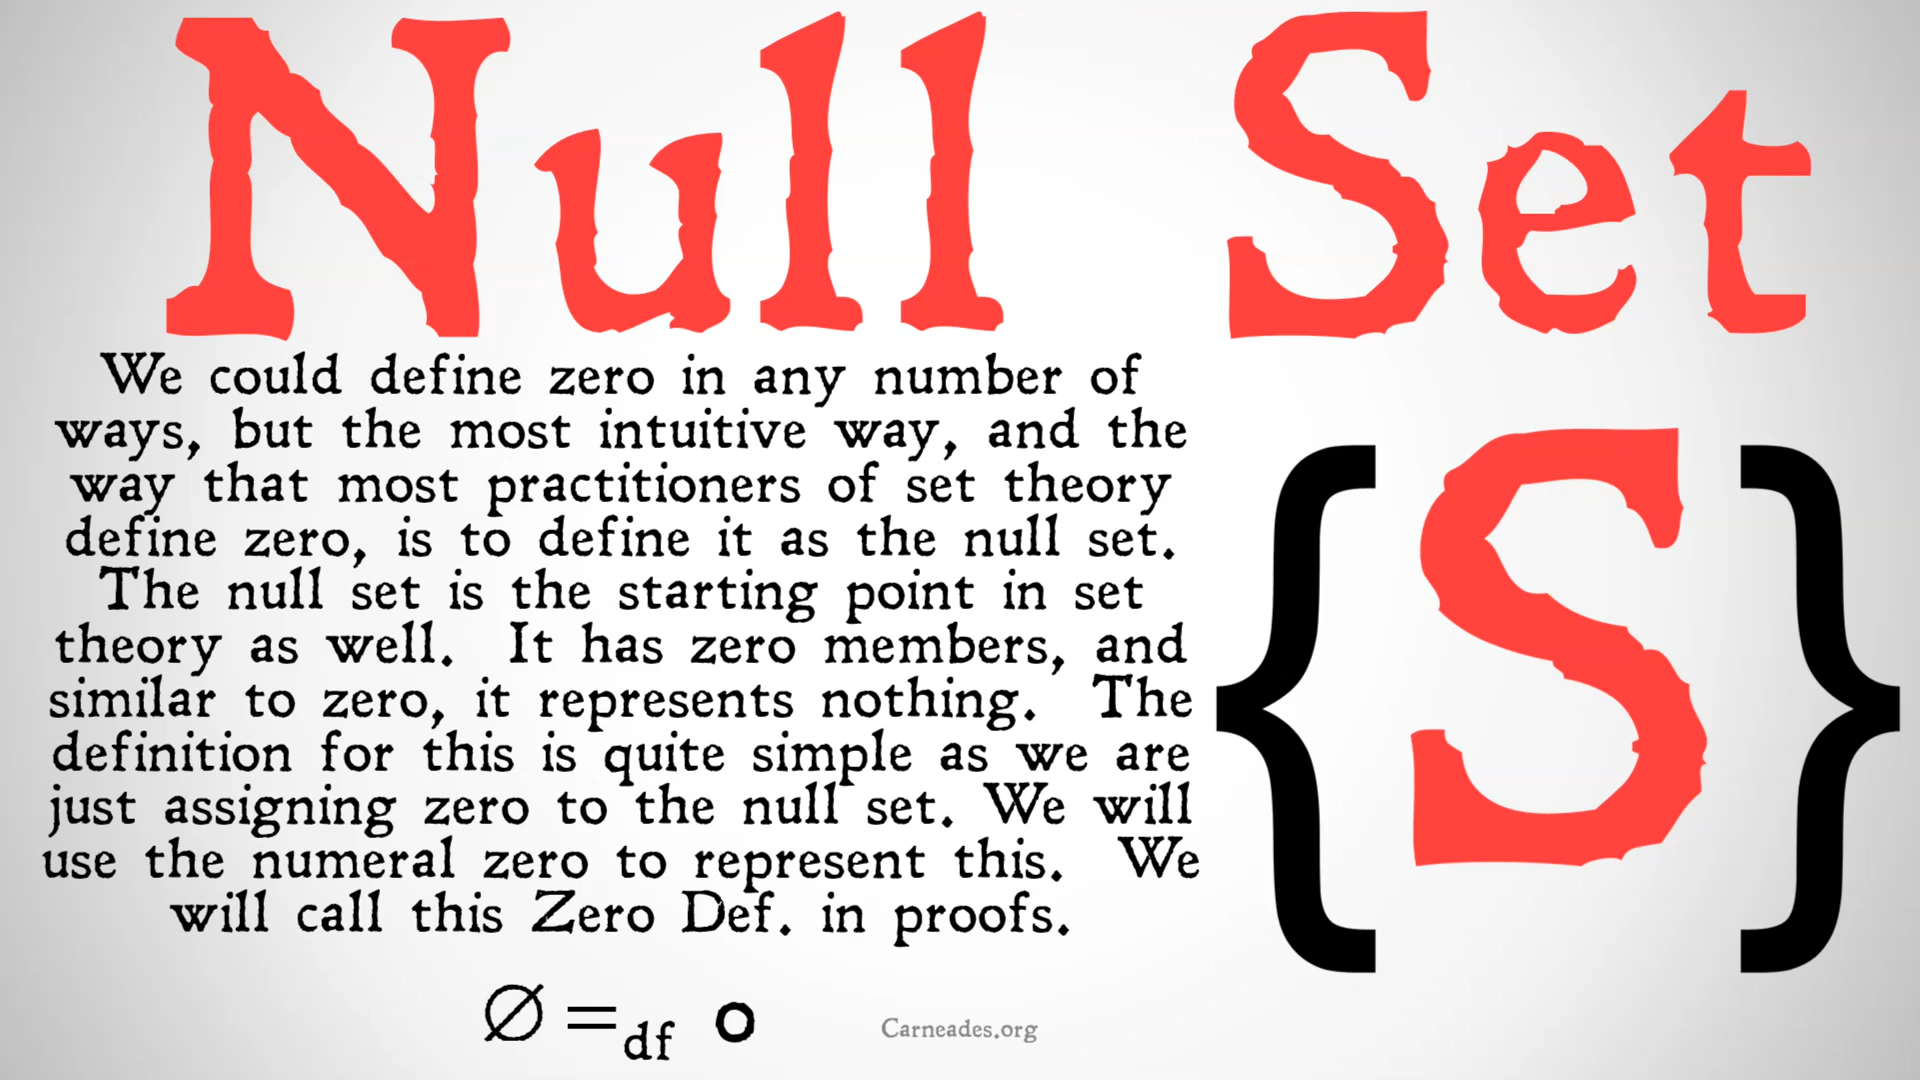 Null Set
We could define zero in any number of
ways, but the most intuitive way, and the
way that most practitioners of set theory
define zero, is to define it as the null set.
The null set is the starting point in set
theory as well. It has zero members, and
similar to zero, it represents nothing. The
definition for this is quite simple as we are
just assigning zero to the null set. We will
use the numeral zero to represent this. We
will call this Zero Def. in proofs.
{S}
∅ =df 0
Carneades.org